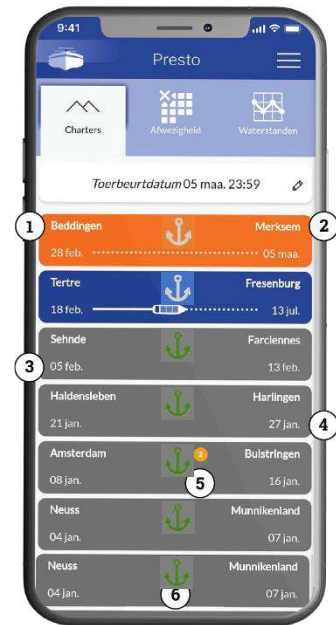 9:41
Presto
Charters
Afwezigheid
Waterstanden
Toerbeurtdatum 05 maa. 23:59
1
Beddingen
Merksem
2
28 feb.
05 maa.
Tertre
Fresenburg
18 feb.
13 jul.
Sehnde
Farciennes
3
05 feb.
13 feb.
Haldensleben
Harlingen
21 jan.
27 jan.
4
Amsterdam
2
Bulstringen
08 jan.
5
16 jan.
Neuss
Munnikenland
04 jan.
07 jan.
Neuss
Munnikenland
04 jan.
6
07 jan.